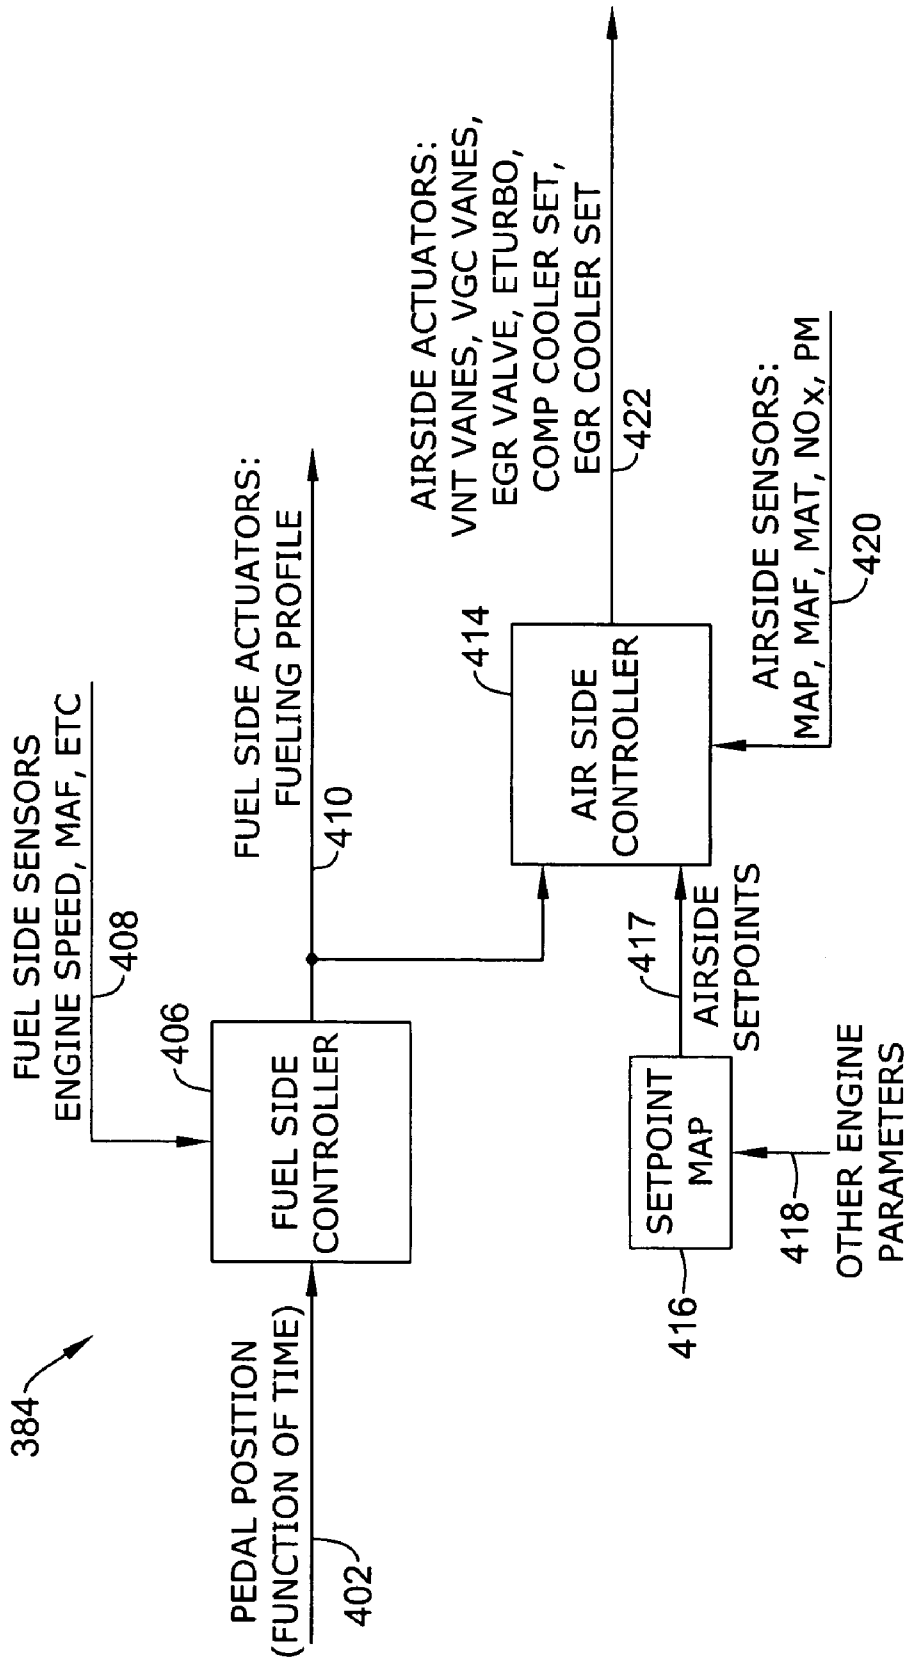 384
FUEL SIDE SENSORS
ENGINE SPEED, MAF, ETC
408
PEDAL POSITION
(FUNCTION OF TIME)
402
406
FUEL SIDE
CONTROLLER
FUEL SIDE ACTUATORS:
FUELING PROFILE
410
AIRSIDE ACTUATORS:
VNT VANES, VGC VANES,
EGR VALVE, ETURBO,
COMP COOLER SET,
EGR COOLER SET
422
414
AIR SIDE
CONTROLLER
416
SETPOINT
MAP
417
AIRSIDE
SETPOINTS
418
OTHER ENGINE
PARAMETERS
AIRSIDE SENSORS:
MAP, MAF, MAT, NOX, PM
420